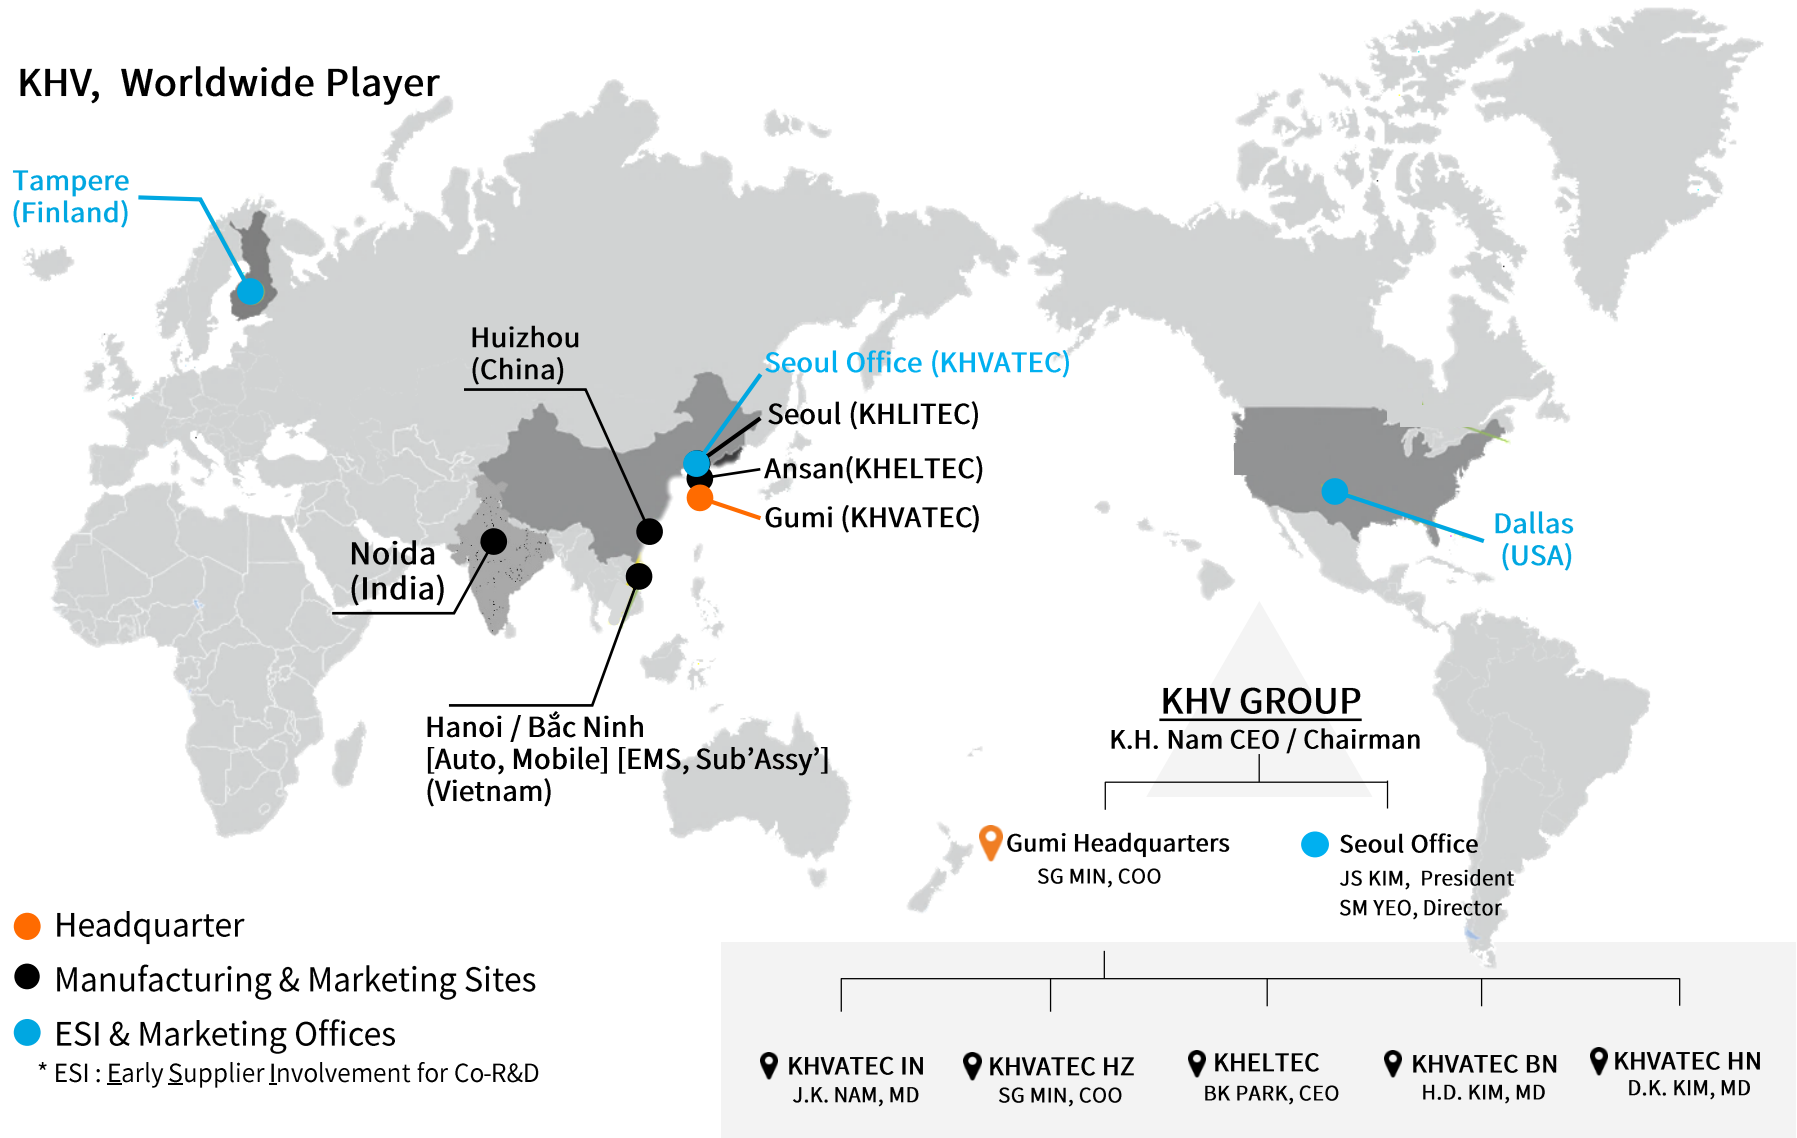 KHV, Worldwide Player
Tampere
(Finland)
Huizhou
(China)
Seoul Office (KHVATEC)
Seoul (KHLITEC)
Ansan(KHELTEC)
Gumi (KHVATEC)
Dallas
(USA)
Noida
(India)
Hanoi / Bắc Ninh
[Auto, Mobile] [EMS, Sub’Assy’]
(Vietnam)
KHV GROUP
K.H. Nam CEO / Chairman
Gumi Headquarters
SG MIN, COO
Seoul Office
JS KIM, President
SM YEO, Director
Headquarter
Manufacturing & Marketing Sites
ESI & Marketing Offices
* ESI : Early Supplier Involvement for Co-R&D
KHVATEC IN
J.K. NAM, MD
KHVATEC HZ
SG MIN, COO
KHELTEC
BK PARK, CEO
KHVATEC BN
H.D. KIM, MD
KHVATEC HN
D.K. KIM, MD